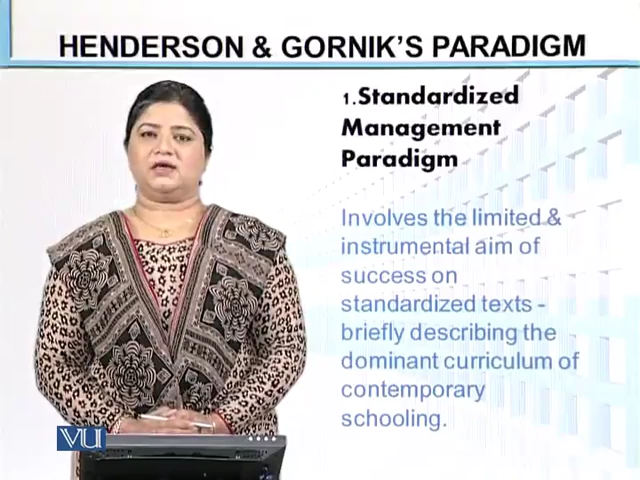 HENDERSON & GORNIK'S PARADIGM
1.Standardized
Management
Paradigm
Involves the limited &
instrumental aim of
success on
standardized texts -
briefly describing the
dominant curriculum of
contemporary
schooling.
VU